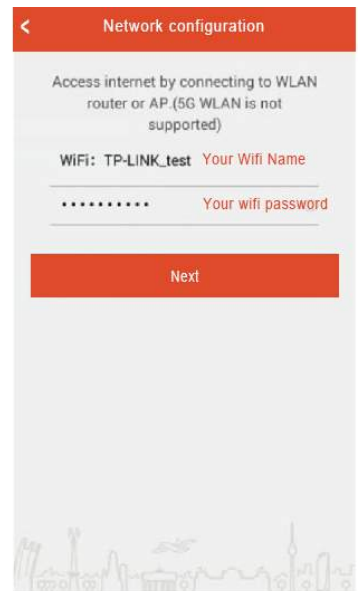 Network configuration
Access internet by connecting to WLAN
router or AP.(5G WLAN is not
supported)
WiFi: TP-LINK_test Your Wifi Name
•••••••••• Your wifi password
Next